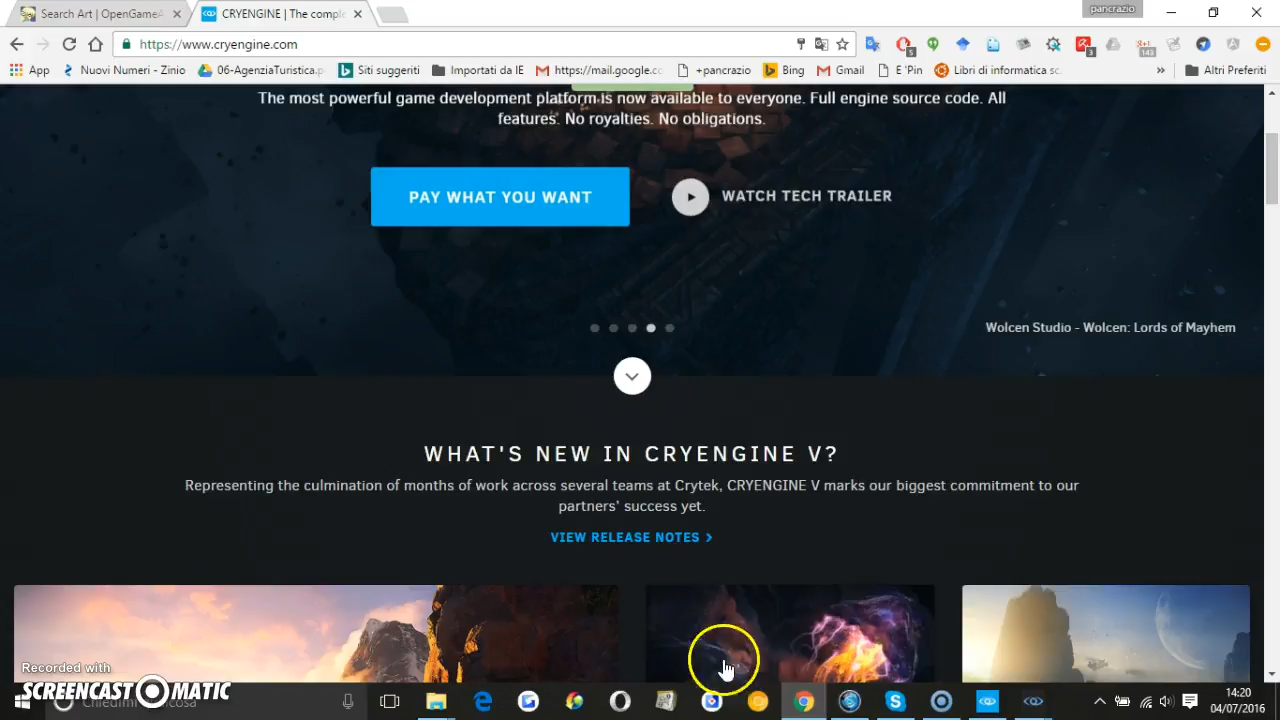 Search Art | OpenGameA
CRYENGINE | The comple
pancrazio
https://www.cryengine.com
5
3
143
App
Nuovi Numeri - Zinio
06-AgenziaTuristica.p
Siti suggeriti
Importati da IE
https://mail.google.cc
+pancrazio
Bing
Gmail
E 'Pin
Libri di informatica sc
»
Altri Preferiti
The most powerful game development platform is now available to everyone. Full engine source code. All
features. No royalties. No obligations.
PAY WHAT YOU WANT
WATCH TECH TRAILER
Wolcen Studio - Wolcen: Lords of Mayhem
WHAT'S NEW IN CRYENGINE V?
Representing the culmination of months of work across several teams at Crytek, CRYENGINE V marks our biggest commitment to our
partners' success yet.
VIEW RELEASE NOTES >
Recorded with
SCREENCAST MATIC
14:20
04/07/2016